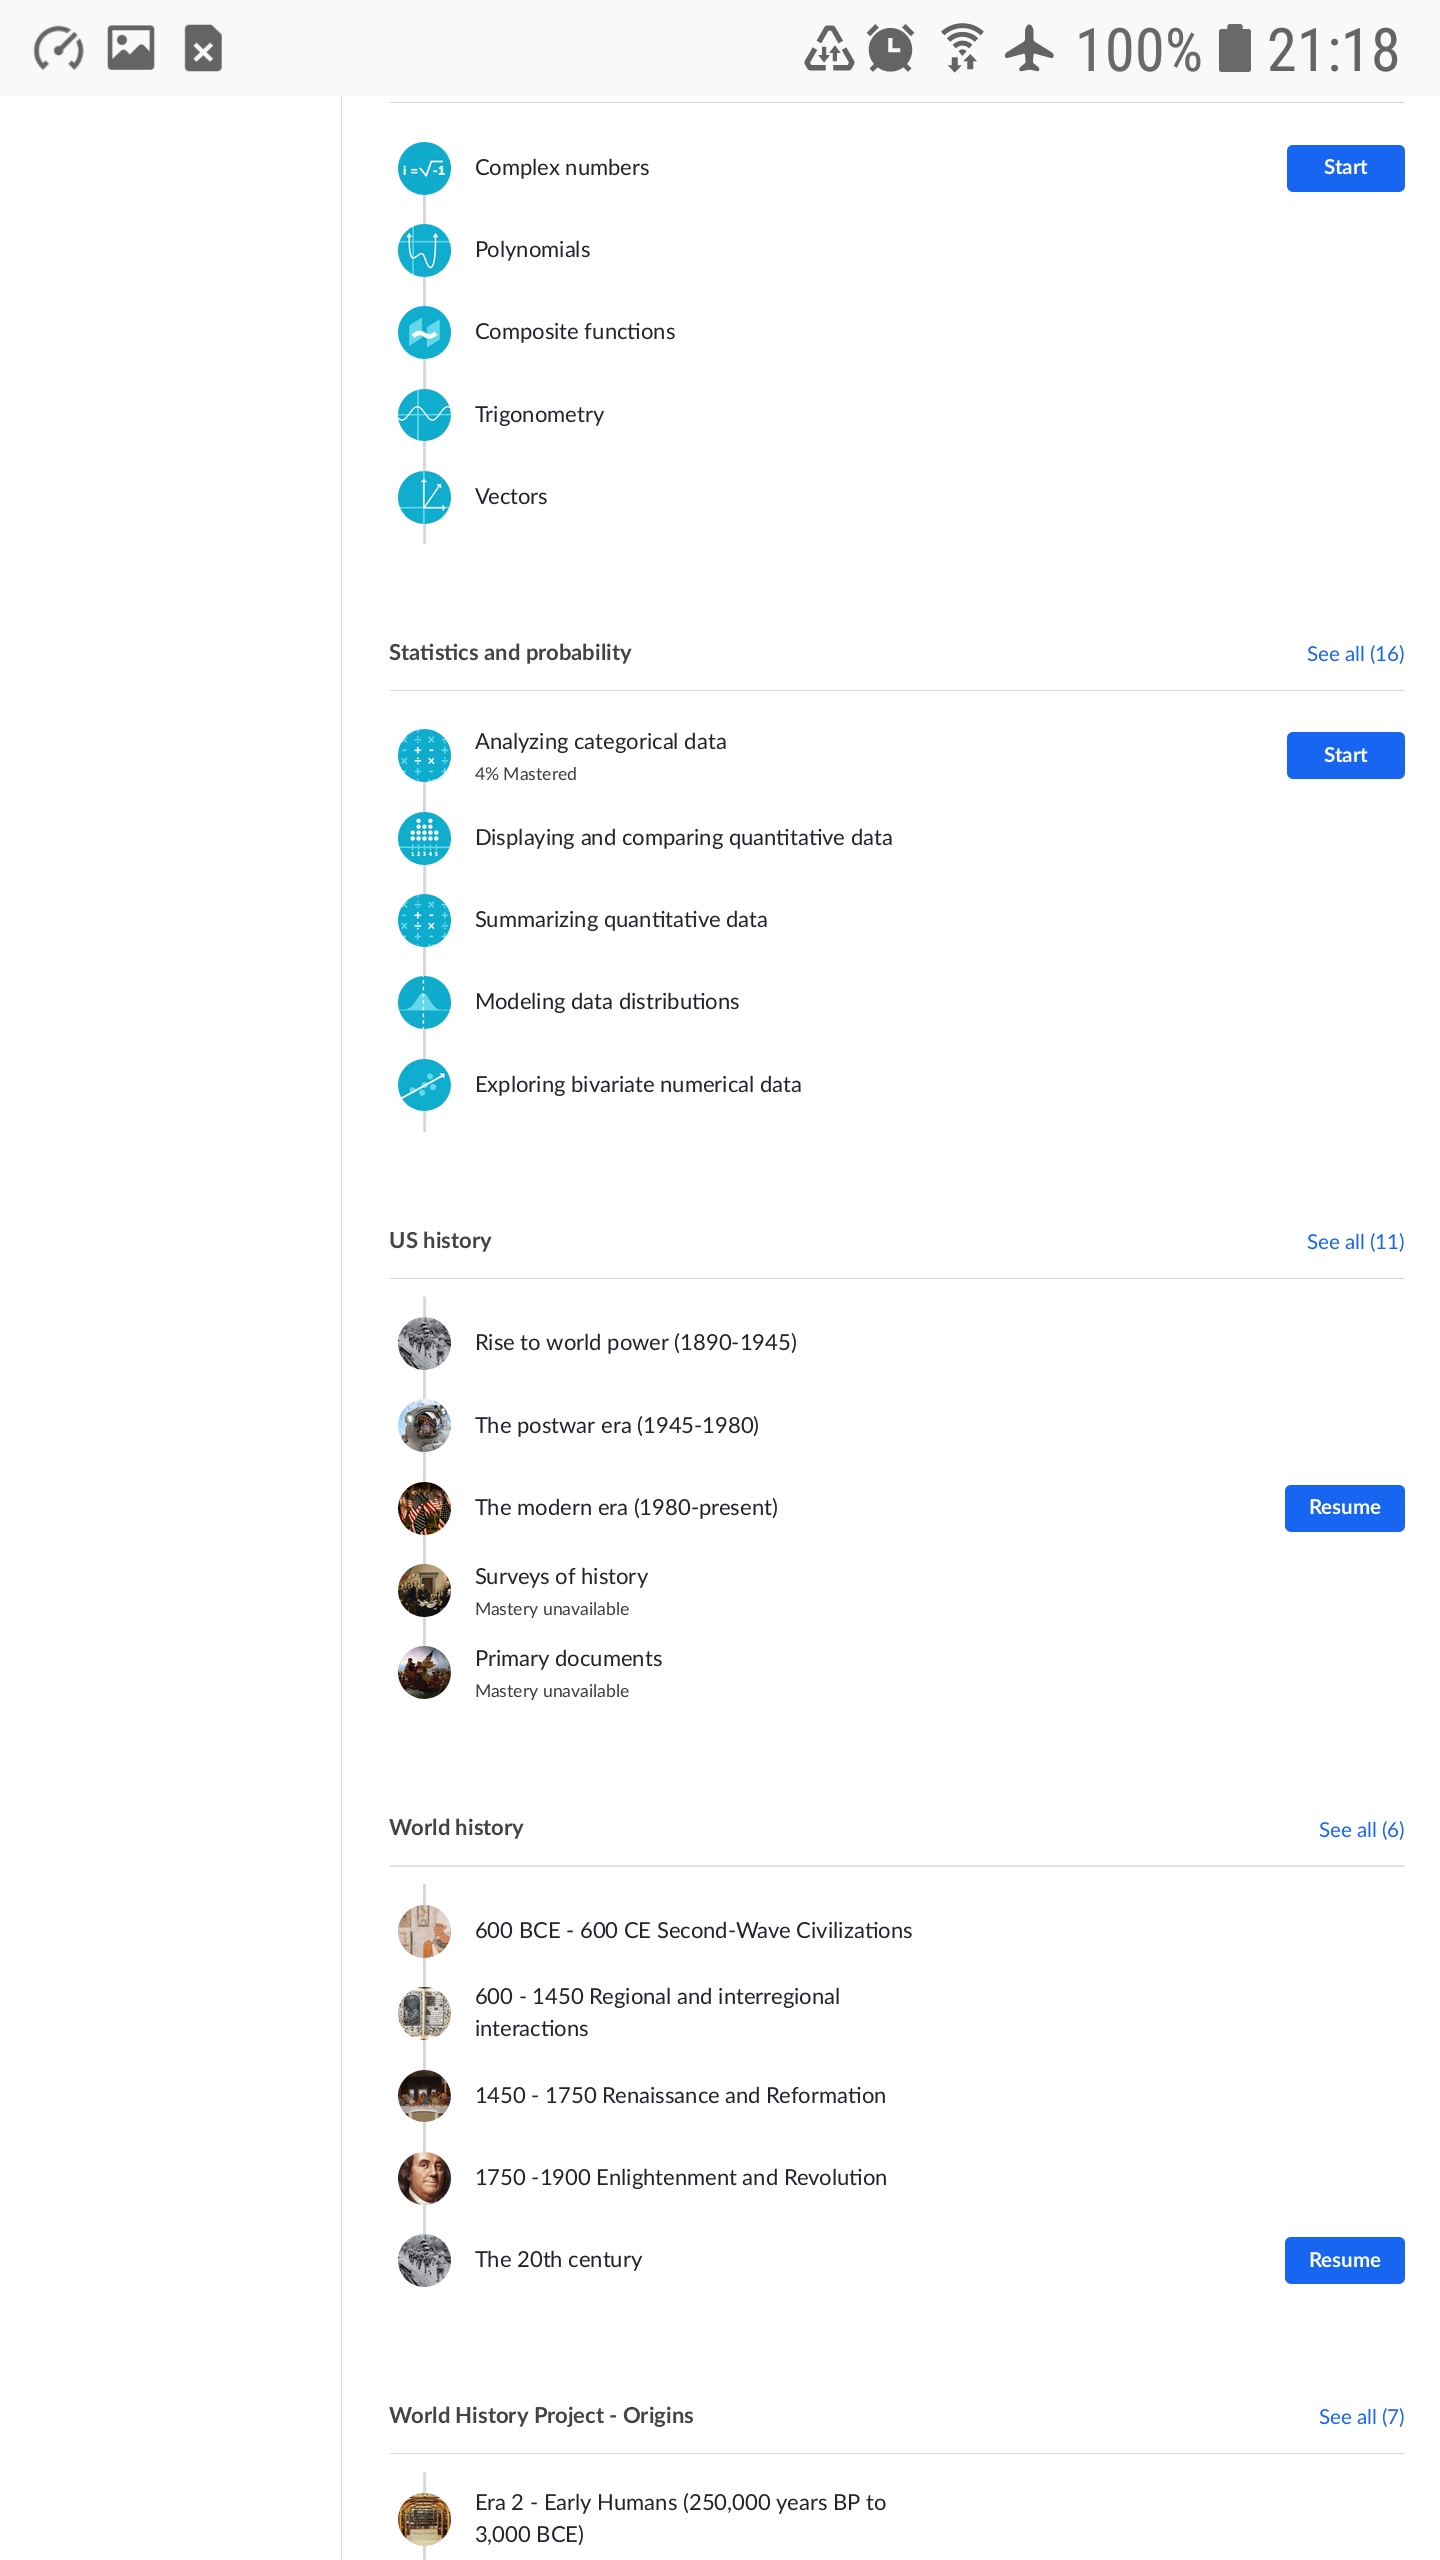 100% 21:18
i = √-1 Complex numbers Start
Polynomials
Composite functions
Trigonometry
Vectors
Statistics and probability See all (16)
Analyzing categorical data Start
4% Mastered
1 2 3 4 5 Displaying and comparing quantitative data
Summarizing quantitative data
Modeling data distributions
Exploring bivariate numerical data
US history See all (11)
Rise to world power (1890-1945)
The postwar era (1945-1980)
The modern era (1980-present) Resume
Surveys of history
Mastery unavailable
Primary documents
Mastery unavailable
World history See all (6)
600 BCE - 600 CE Second-Wave Civilizations
600 - 1450 Regional and interregional
interactions
1450 - 1750 Renaissance and Reformation
1750 -1900 Enlightenment and Revolution
The 20th century Resume
World History Project - Origins See all (7)
Era 2 - Early Humans (250,000 years BP to
3,000 BCE)